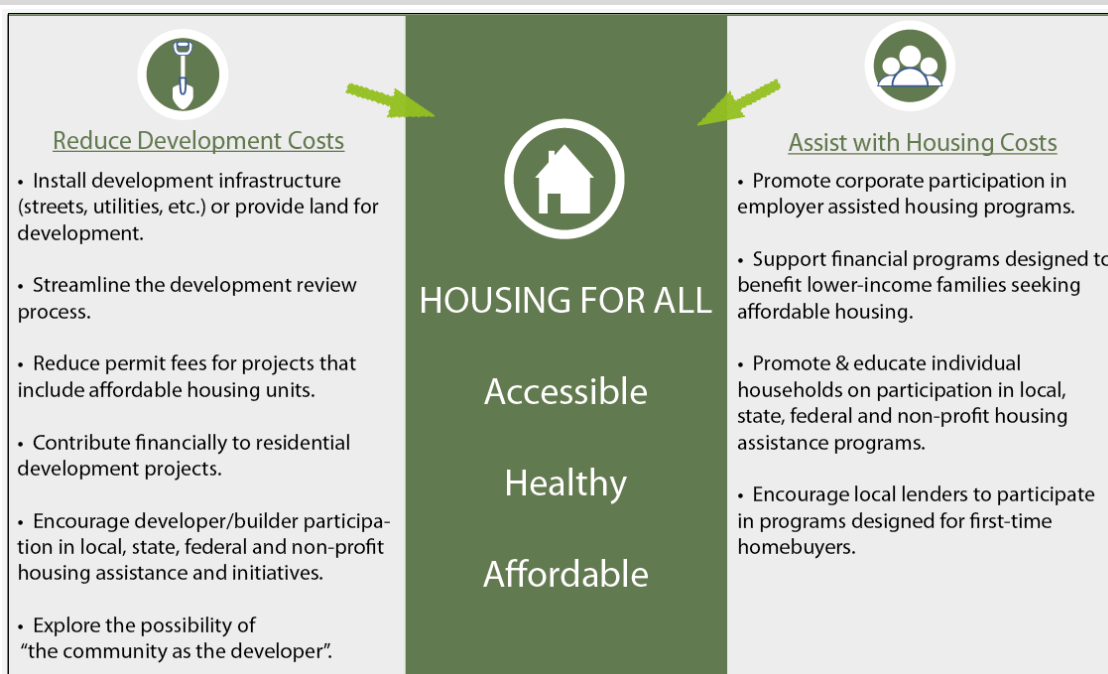 Reduce Development Costs
• Install development infrastructure
(streets, utilities, etc.) or provide land for
development.
• Streamline the development review
process.
• Reduce permit fees for projects that
include affordable housing units.
• Contribute financially to residential
development projects.
• Encourage developer/builder participa-
tion in local, state, federal and non-profit
housing assistance and initiatives.
• Explore the possibility of
“the community as the developer”.
HOUSING FOR ALL
Accessible
Healthy
Affordable
Assist with Housing Costs
• Promote corporate participation in
employer assisted housing programs.
• Support financial programs designed to
benefit lower-income families seeking
affordable housing.
• Promote & educate individual
households on participation in local,
state, federal and non-profit housing
assistance programs.
• Encourage local lenders to participate
in programs designed for first-time
homebuyers.